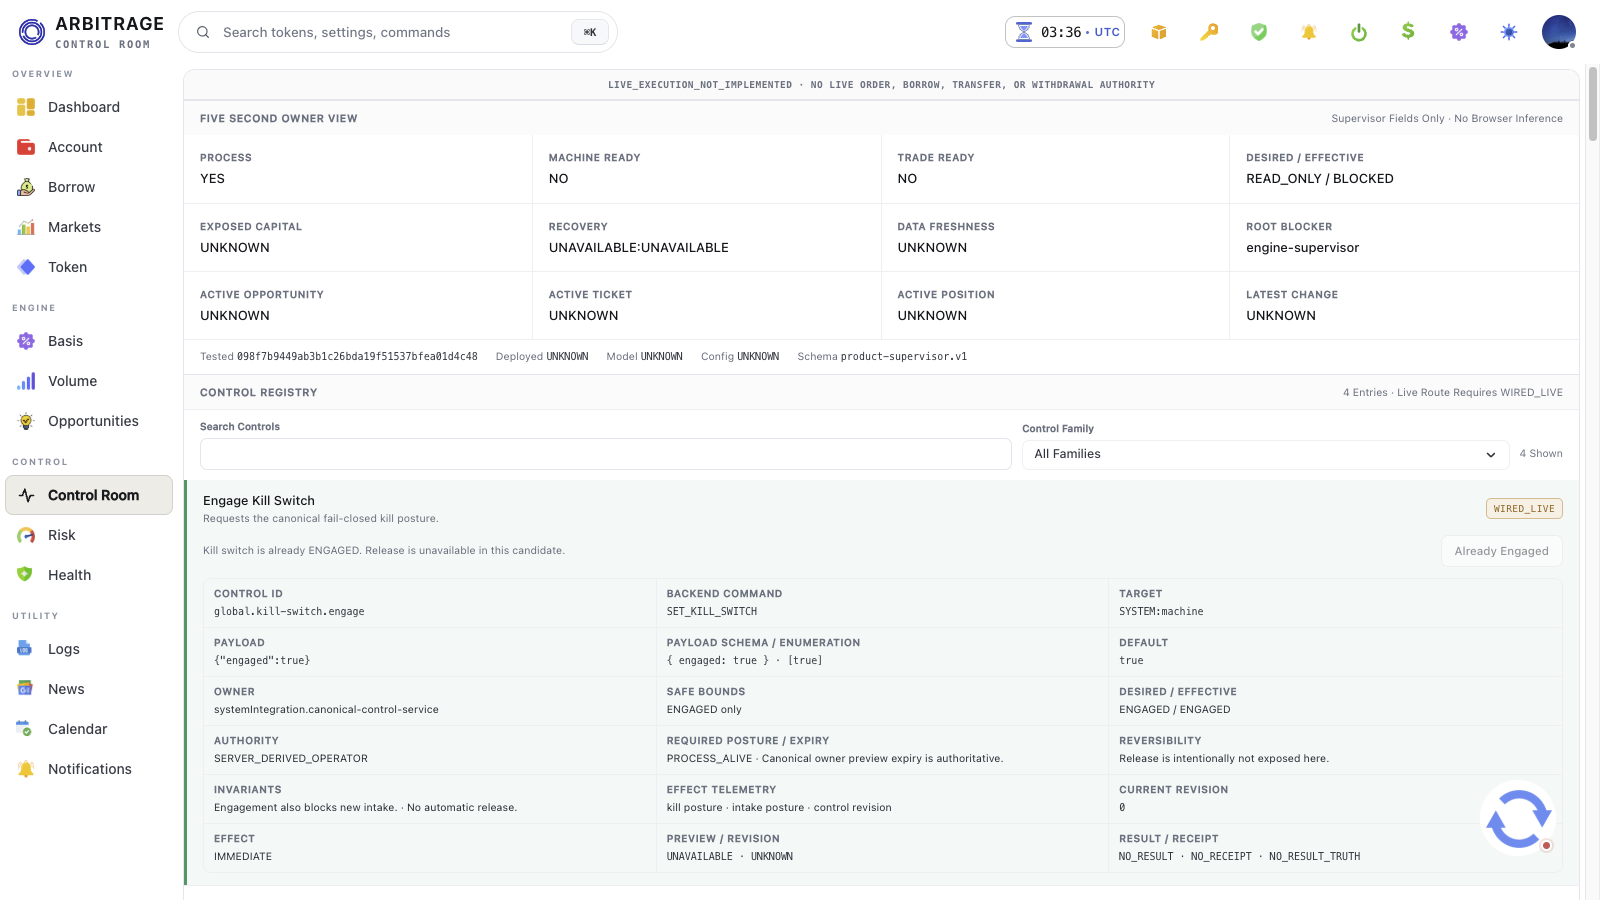 ARBITRAGE
CONTROL ROOM
Search tokens, settings, commands
⌘K
03:36 • UTC
OVERVIEW
Dashboard
Account
Borrow
Markets
Token
ENGINE
Basis
Volume
Opportunities
CONTROL
Control Room
Risk
Health
UTILITY
Logs
News
Calendar
Notifications
LIVE_EXECUTION_NOT_IMPLEMENTED · NO LIVE ORDER, BORROW, TRANSFER, OR WITHDRAWAL AUTHORITY
FIVE SECOND OWNER VIEW
Supervisor Fields Only · No Browser Inference
PROCESS
YES
MACHINE READY
NO
TRADE READY
NO
DESIRED / EFFECTIVE
READ_ONLY / BLOCKED
EXPOSED CAPITAL
UNKNOWN
RECOVERY
UNAVAILABLE:UNAVAILABLE
DATA FRESHNESS
UNKNOWN
ROOT BLOCKER
engine-supervisor
ACTIVE OPPORTUNITY
UNKNOWN
ACTIVE TICKET
UNKNOWN
ACTIVE POSITION
UNKNOWN
LATEST CHANGE
UNKNOWN
Tested 098f7b9449ab3b1c26bda19f51537bfea01d4c48 Deployed UNKNOWN Model UNKNOWN Config UNKNOWN Schema product-supervisor.v1
CONTROL REGISTRY
4 Entries · Live Route Requires WIRED_LIVE
Search Controls
Control Family
All Families
4 Shown
Engage Kill Switch
Requests the canonical fail-closed kill posture.
WIRED_LIVE
Kill switch is already ENGAGED. Release is unavailable in this candidate.
Already Engaged
CONTROL ID
global.kill-switch.engage
BACKEND COMMAND
SET_KILL_SWITCH
TARGET
SYSTEM:machine
PAYLOAD
{"engaged":true}
PAYLOAD SCHEMA / ENUMERATION
{ engaged: true } · [true]
DEFAULT
true
OWNER
systemIntegration.canonical-control-service
SAFE BOUNDS
ENGAGED only
DESIRED / EFFECTIVE
ENGAGED / ENGAGED
AUTHORITY
SERVER_DERIVED_OPERATOR
REQUIRED POSTURE / EXPIRY
PROCESS_ALIVE · Canonical owner preview expiry is authoritative.
REVERSIBILITY
Release is intentionally not exposed here.
INVARIANTS
Engagement also blocks new intake. · No automatic release.
EFFECT TELEMETRY
kill posture · intake posture · control revision
CURRENT REVISION
0
EFFECT
IMMEDIATE
PREVIEW / REVISION
UNAVAILABLE · UNKNOWN
RESULT / RECEIPT
NO_RESULT · NO_RECEIPT · NO_RESULT_TRUTH